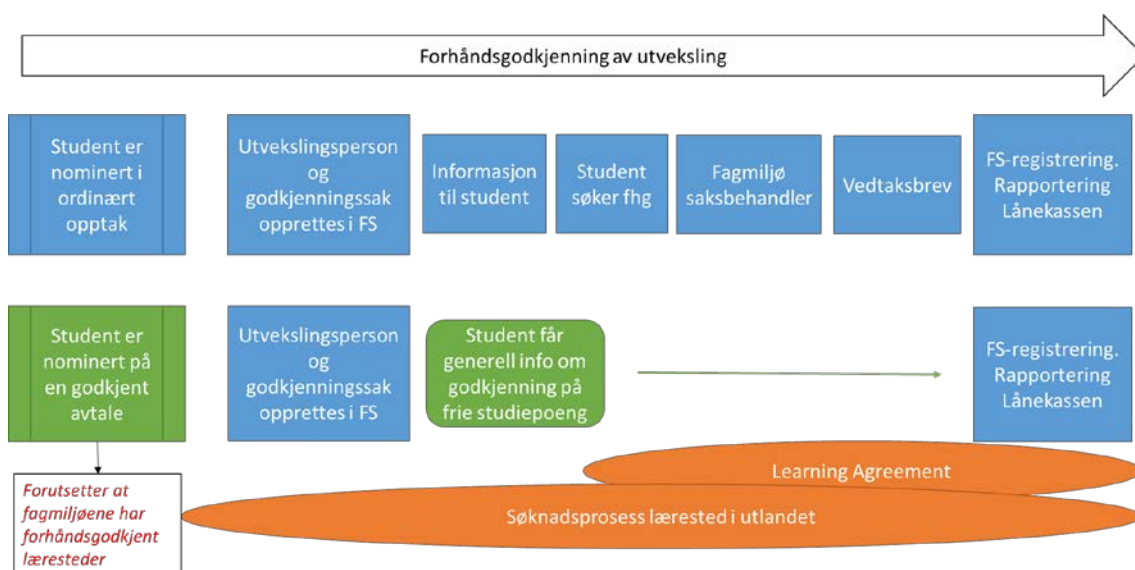 Forhåndsgodkjenning av utveksling
Student er
nominert i
ordinært
opptak
Utvekslingsperson
og
godkjenningssak
opprettes i FS
Informasjon
til student
Student
søker fhg
Fagmiljø
saksbehandler
Vedtaksbrev
FS-registrering.
Rapportering
Lånekassen
Student er
nominert på
en godkjent
avtale
Utvekslingsperson
og
godkjenningssak
opprettes i FS
Student får
generell info om
godkjenning på
frie studiepoeng
FS-registrering.
Rapportering
Lånekassen
Forutsetter at
fagmiljøene har
forhåndsgodkjent
læresteder
Learning Agreement
Søknadsprosess lærested i utlandet